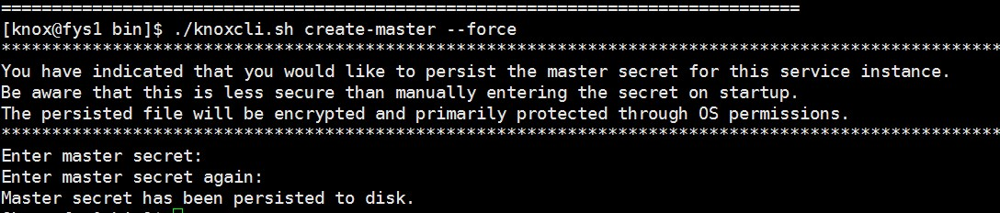 ================================================================================
[knox@fys1 bin]$ ./knoxcli.sh create-master --force
****************************************************************************************************
You have indicated that you would like to persist the master secret for this service instance.
Be aware that this is less secure than manually entering the secret on startup.
The persisted file will be encrypted and primarily protected through OS permissions.
****************************************************************************************************
Enter master secret:
Enter master secret again:
Master secret has been persisted to disk.